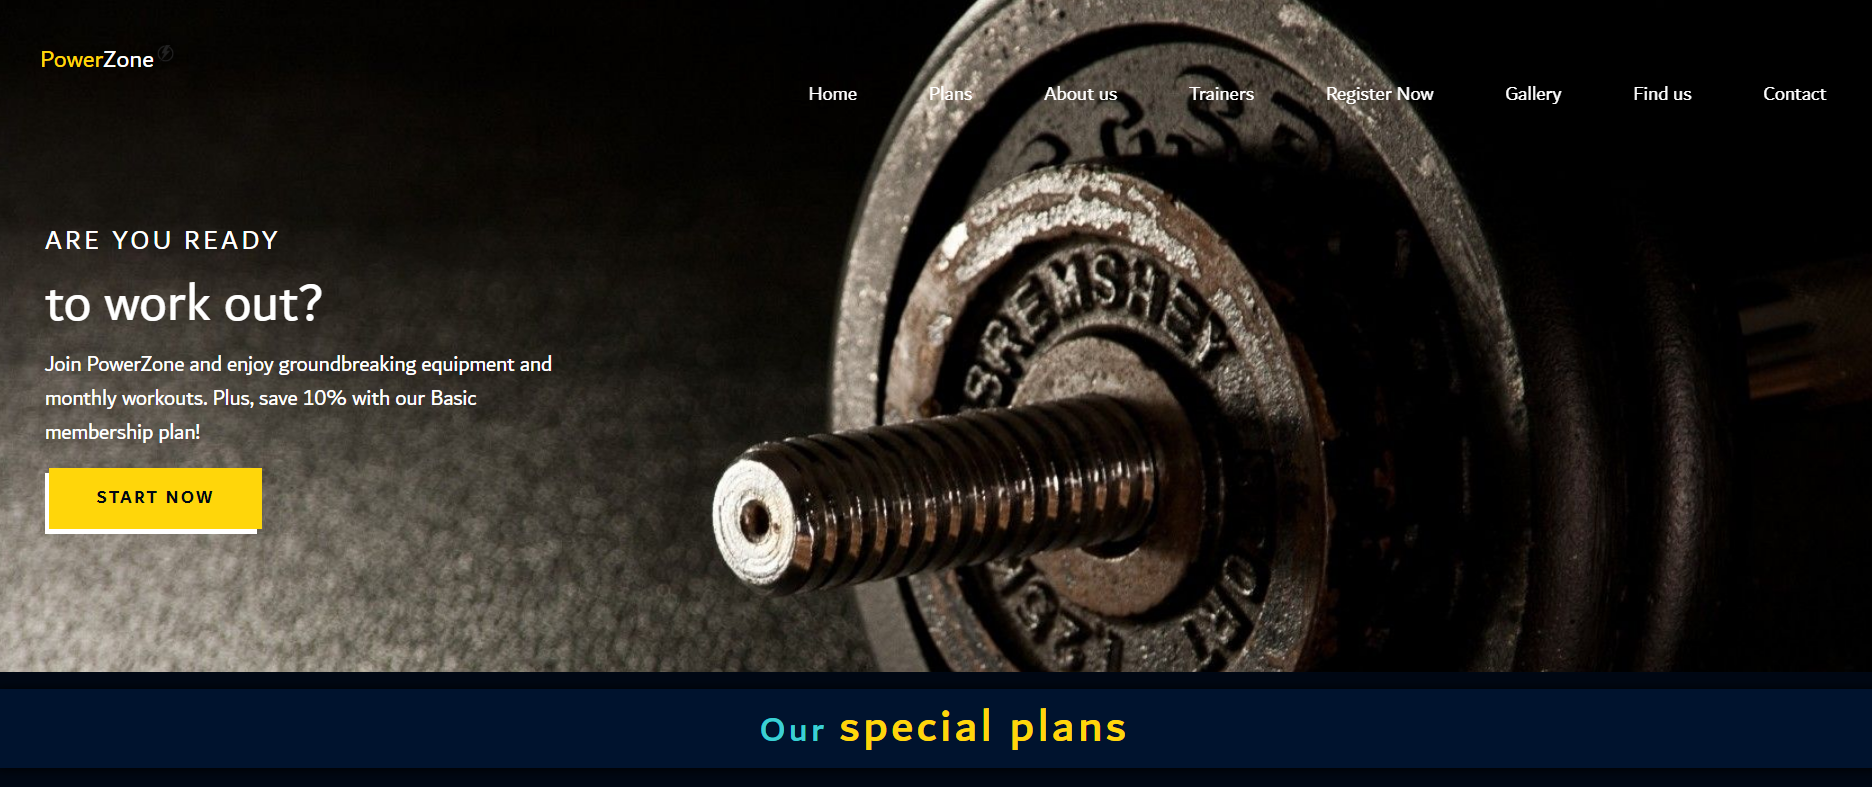 PowerZone
Home Plans About us Trainers Register Now Gallery Find us Contact
ARE YOU READY
to work out?
Join PowerZone and enjoy groundbreaking equipment and
monthly workouts. Plus, save 10% with our Basic
membership plan!
START NOW
BREMSHEY
Our special plans